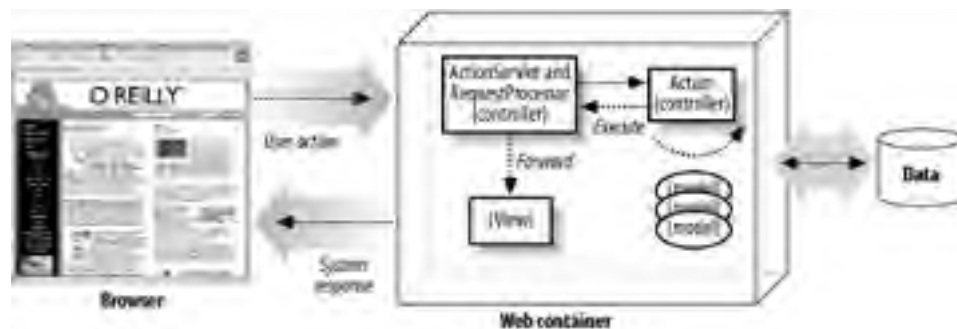 O REILLY
Browser
User action
System
response
ActionServlet and
RequestProcessor
(controller)
Action
(controller)
Execute
Forward
(View)
(model)
(model)
(model)
Web container
Data